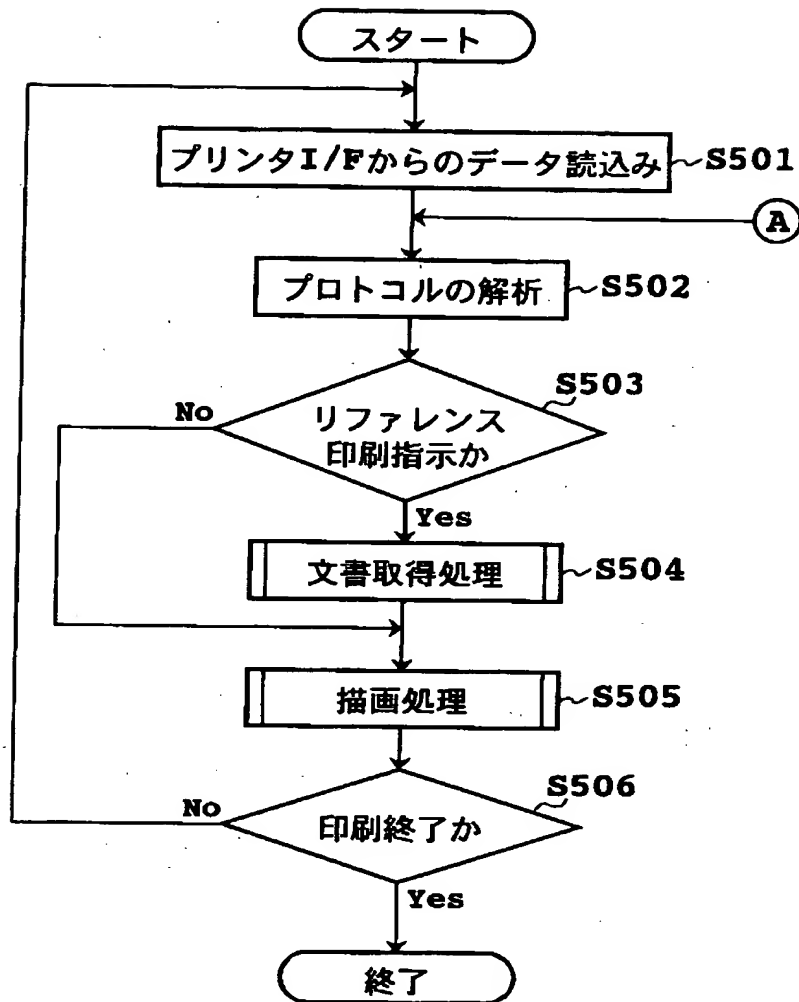 スタート
プリンタI/Fからのデータ読込み
S501
A
プロトコルの解析
S502
S503
No
リファレンス
印刷指示か
Yes
文書取得処理
S504
描画処理
S505
S506
No
印刷終了か
Yes
終了